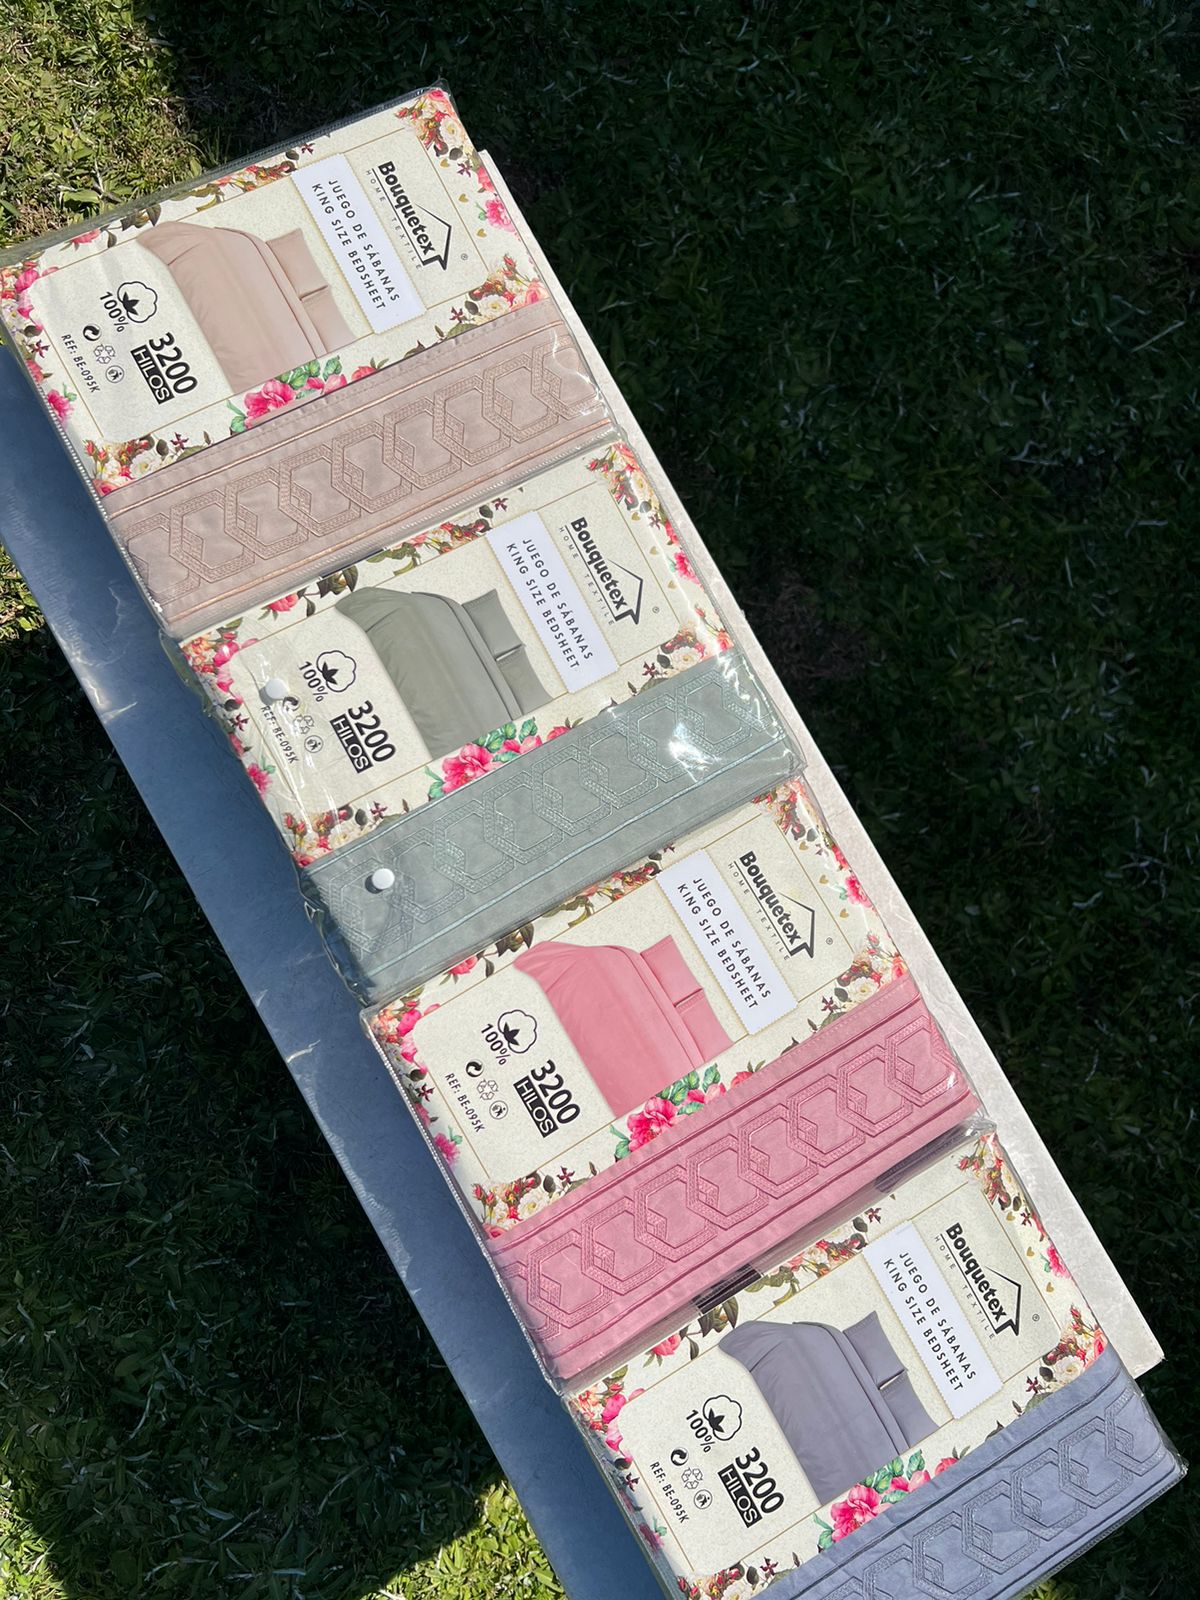 Bouquetex
HOME TEXTILE
®
JUEGO DE SÁBANAS
KING SIZE BEDSHEET
100%
3200
HILOS
REF: BE-095K
Bouquetex
HOME TEXTILE
®
JUEGO DE SÁBANAS
KING SIZE BEDSHEET
100%
3200
HILOS
REF: BE-095K
Bouquetex
HOME TEXTILE
®
JUEGO DE SÁBANAS
KING SIZE BEDSHEET
100%
3200
HILOS
REF: BE-095K
Bouquetex
HOME TEXTILE
®
JUEGO DE SÁBANAS
KING SIZE BEDSHEET
100%
3200
HILOS
REF: BE-095K